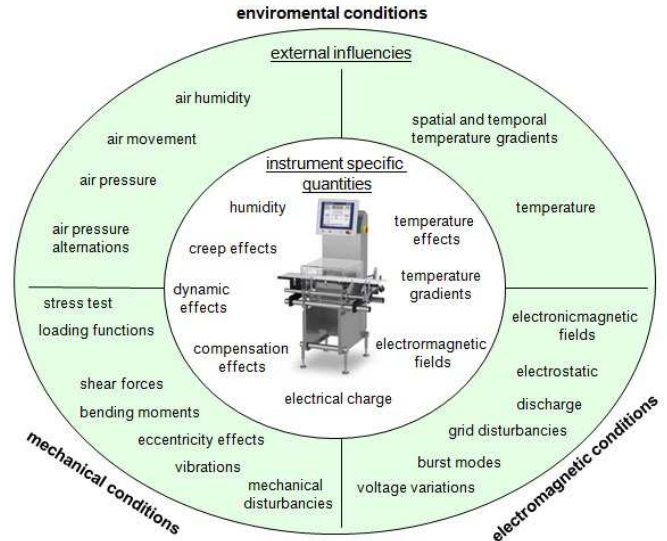 enviromental conditions
external influencies
air humidity
air movement
air pressure
air pressure
alternations
spatial and temporal
temperature gradients
temperature
instrument specific
quantities
humidity
creep effects
dynamic
effects
compensation
effects
temperature
effects
temperature
gradients
electormagnetic
fields
electrical charge
stress test
loading functions
shear forces
bending moments
eccentricity effects
vibrations
mechanical
disturbancies
electronicmagnetic
fields
electrostatic
discharge
grid disturbancies
burst modes
voltage variations
mechanical conditions
electromagnetic conditions